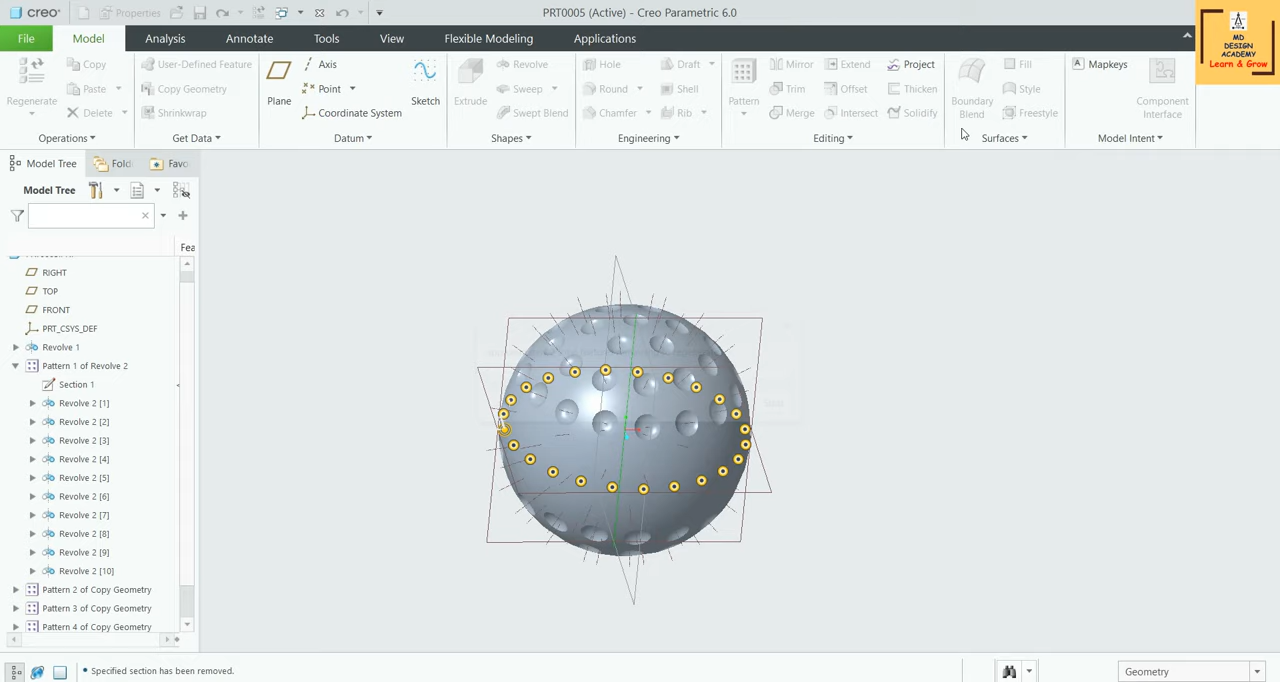 creo
Properties
PRT0005 (Active) - Creo Parametric 6.0
File
Model
Analysis
Annotate
Tools
View
Flexible Modeling
Applications
MD
DESIGN
ACADEMY
Learn & Grow
Regenerate
Copy
Paste
Delete
Operations
User-Defined Feature
Copy Geometry
Shrinkwrap
Get Data
Plane
Axis
Point
Coordinate System
Sketch
Datum
Extrude
Revolve
Sweep
Swept Blend
Shapes
Hole
Round
Chamfer
Draft
Shell
Rib
Engineering
Pattern
Mirror
Trim
Merge
Extend
Offset
Intersect
Project
Thicken
Solidify
Editing
Boundary
Blend
Fill
Style
Freestyle
Surfaces
Mapkeys
Component
Interface
Model Intent
Model Tree
Fold
Favo
Model Tree
Fea
RIGHT
TOP
FRONT
PRT_CSYS_DEF
Revolve 1
Pattern 1 of Revolve 2
Section 1
Revolve 2 [1]
Revolve 2 [2]
Revolve 2 [3]
Revolve 2 [4]
Revolve 2 [5]
Revolve 2 [6]
Revolve 2 [7]
Revolve 2 [8]
Revolve 2 [9]
Revolve 2 [10]
Pattern 2 of Copy Geometry
Pattern 3 of Copy Geometry
Pattern 4 of Copy Geometry
• Specified section has been removed.
Geometry